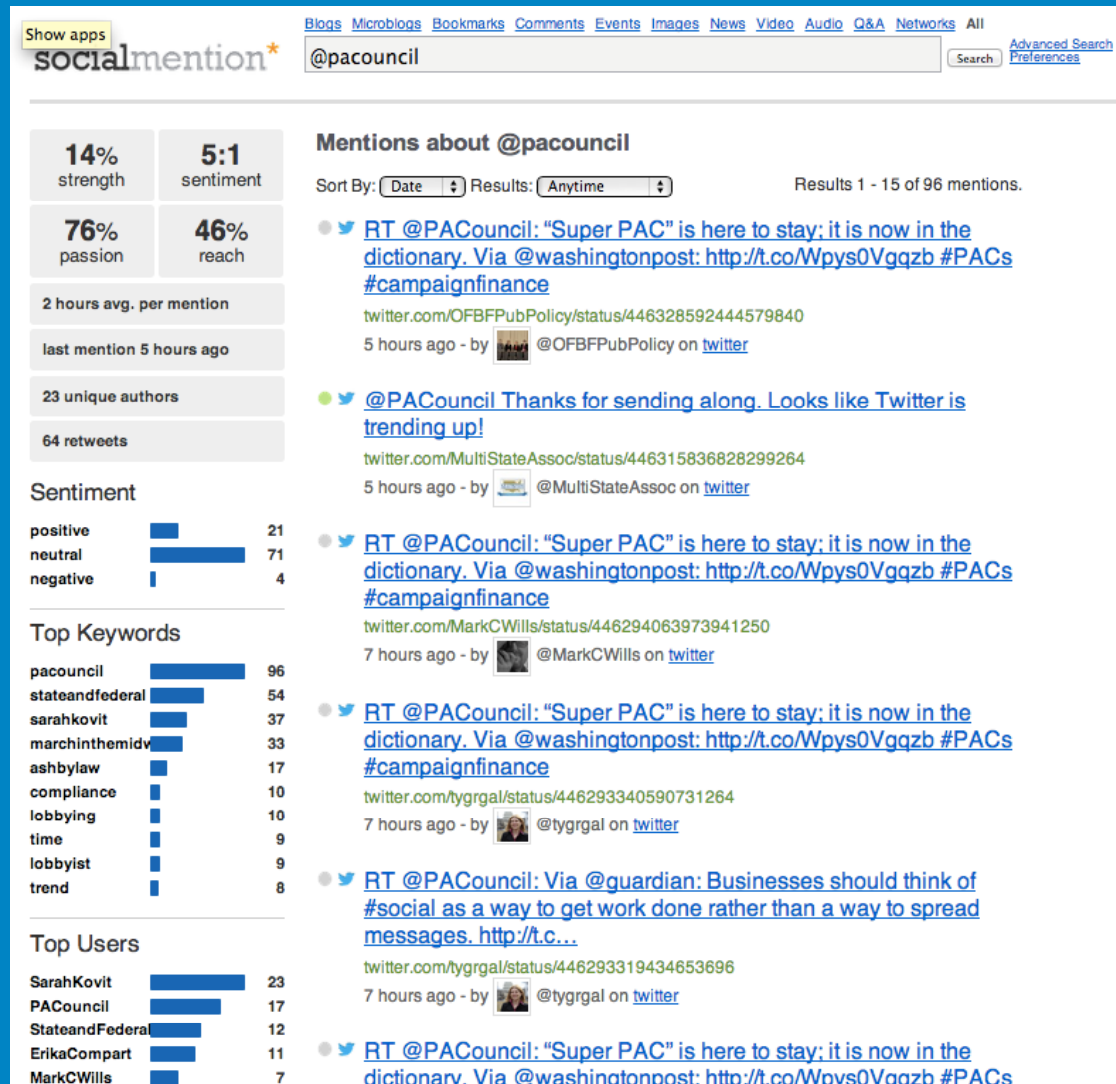 Show apps
socialmention*
Blogs Microblogs Bookmarks Comments Events Images News Video Audio Q&A Networks All
@pacouncil
Search
Advanced Search
Preferences
14%
strength
5:1
sentiment
76%
passion
46%
reach
2 hours avg. per mention
last mention 5 hours ago
23 unique authors
64 retweets
Sentiment
positive 21
neutral 71
negative 4
Top Keywords
pacouncil 96
stateandfederal 54
sarahkovit 37
marchinthemidw 33
ashbylaw 17
compliance 10
lobbying 10
time 9
lobbyist 9
trend 8
Top Users
SarahKovit 23
PACouncil 17
StateandFederal 12
ErikaCompart 11
MarkCWills 7
Mentions about @pacouncil
Sort By: Date Results: Anytime Results 1 - 15 of 96 mentions.
RT @PACouncil: “Super PAC” is here to stay; it is now in the
dictionary. Via @washingtonpost: http://t.co/Wpys0Vgqzb #PACs
#campaignfinance
twitter.com/OFBFPubPolicy/status/446328592444579840
5 hours ago - by @OFBFPubPolicy on twitter
@PACouncil Thanks for sending along. Looks like Twitter is
trending up!
twitter.com/MultiStateAssoc/status/446315836828299264
5 hours ago - by @MultiStateAssoc on twitter
RT @PACouncil: “Super PAC” is here to stay; it is now in the
dictionary. Via @washingtonpost: http://t.co/Wpys0Vgqzb #PACs
#campaignfinance
twitter.com/MarkCWills/status/446294063973941250
7 hours ago - by @MarkCWills on twitter
RT @PACouncil: “Super PAC” is here to stay; it is now in the
dictionary. Via @washingtonpost: http://t.co/Wpys0Vgqzb #PACs
#campaignfinance
twitter.com/tygrgal/status/446293340590731264
7 hours ago - by @tygrgal on twitter
RT @PACouncil: Via @guardian: Businesses should think of
#social as a way to get work done rather than a way to spread
messages. http://t.c…
twitter.com/tygrgal/status/446293319434653696
7 hours ago - by @tygrgal on twitter
RT @PACouncil: “Super PAC” is here to stay; it is now in the
dictionary. Via @washingtonpost: http://t.co/Wpys0Vgqzb #PACs